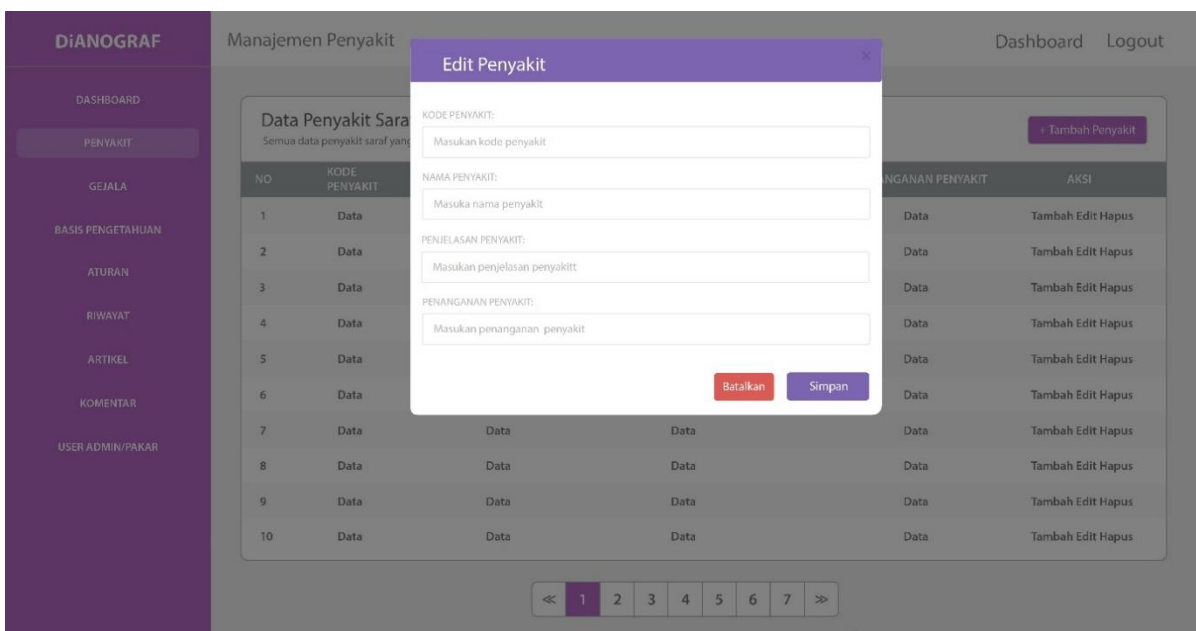 DiANOGRAF
Manajemen Penyakit
Dashboard Logout
DASHBOARD
PENYAKIT
GEJALA
BASIS PENGETAHUAN
ATURAN
RIWAYAT
ARTIKEL
KOMENTAR
USER ADMIN/PAKAR
Edit Penyakit
×
KODE PENYAKIT:
Masukan kode penyakit
NAMA PENYAKIT:
Masuka nama penyakit
PENJELASAN PENYAKIT:
Masukan penjelasan penyakitt
PENANGANAN PENYAKIT:
Masukan penanganan penyakit
Batalkan Simpan
Data Penyakit Sara
Semua data penyakit saraf yang
+ Tambah Penyakit
NO KODE PENYAKIT NGANAN PENYAKIT AKSI
1 Data Data Tambah Edit Hapus
2 Data Data Tambah Edit Hapus
3 Data Data Tambah Edit Hapus
4 Data Data Tambah Edit Hapus
5 Data Data Tambah Edit Hapus
6 Data Data Tambah Edit Hapus
7 Data Data Data Data Tambah Edit Hapus
8 Data Data Data Data Tambah Edit Hapus
9 Data Data Data Data Tambah Edit Hapus
10 Data Data Data Data Tambah Edit Hapus
≪ 1 2 3 4 5 6 7 ≫